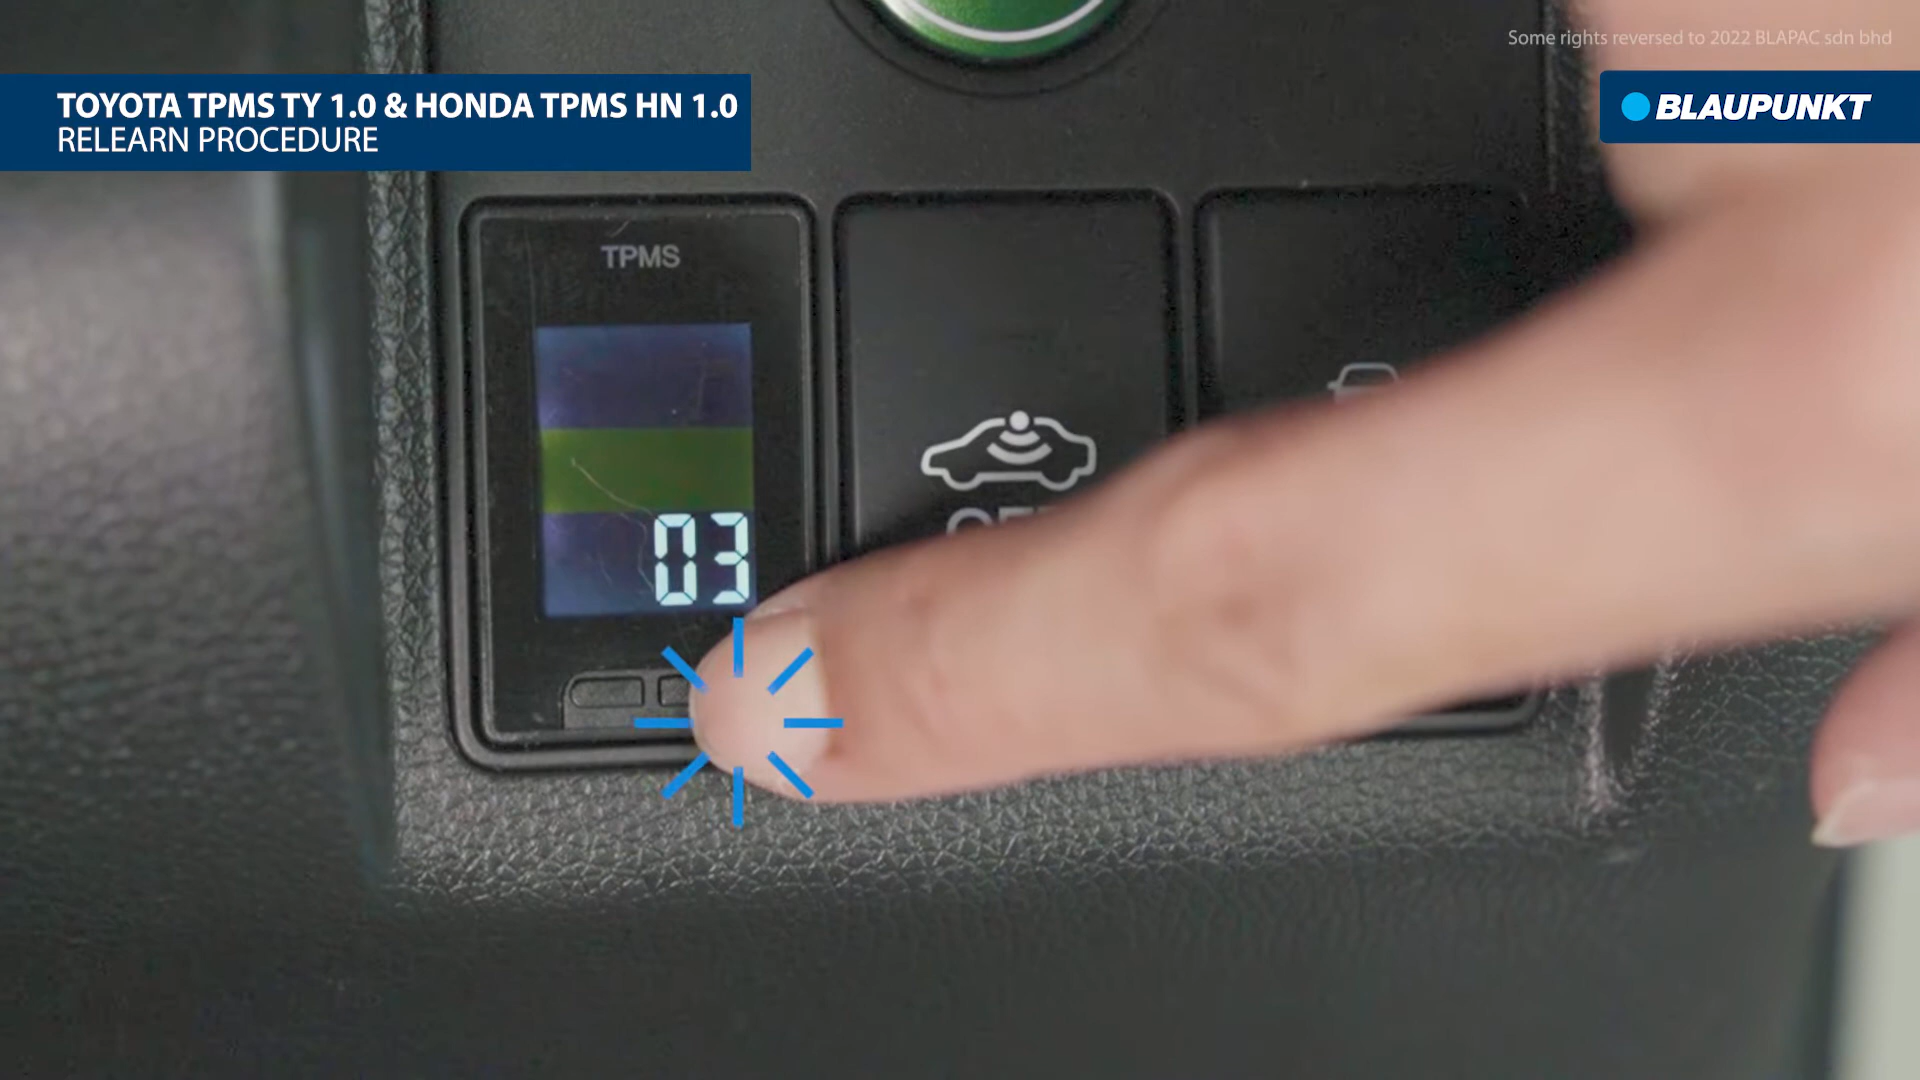 Some rights reversed to 2022 BLAPAC sdn bhd
TOYOTA TPMS TY 1.0 & HONDA TPMS HN 1.0
RELEARN PROCEDURE
BLAUPUNKT
TPMS
03